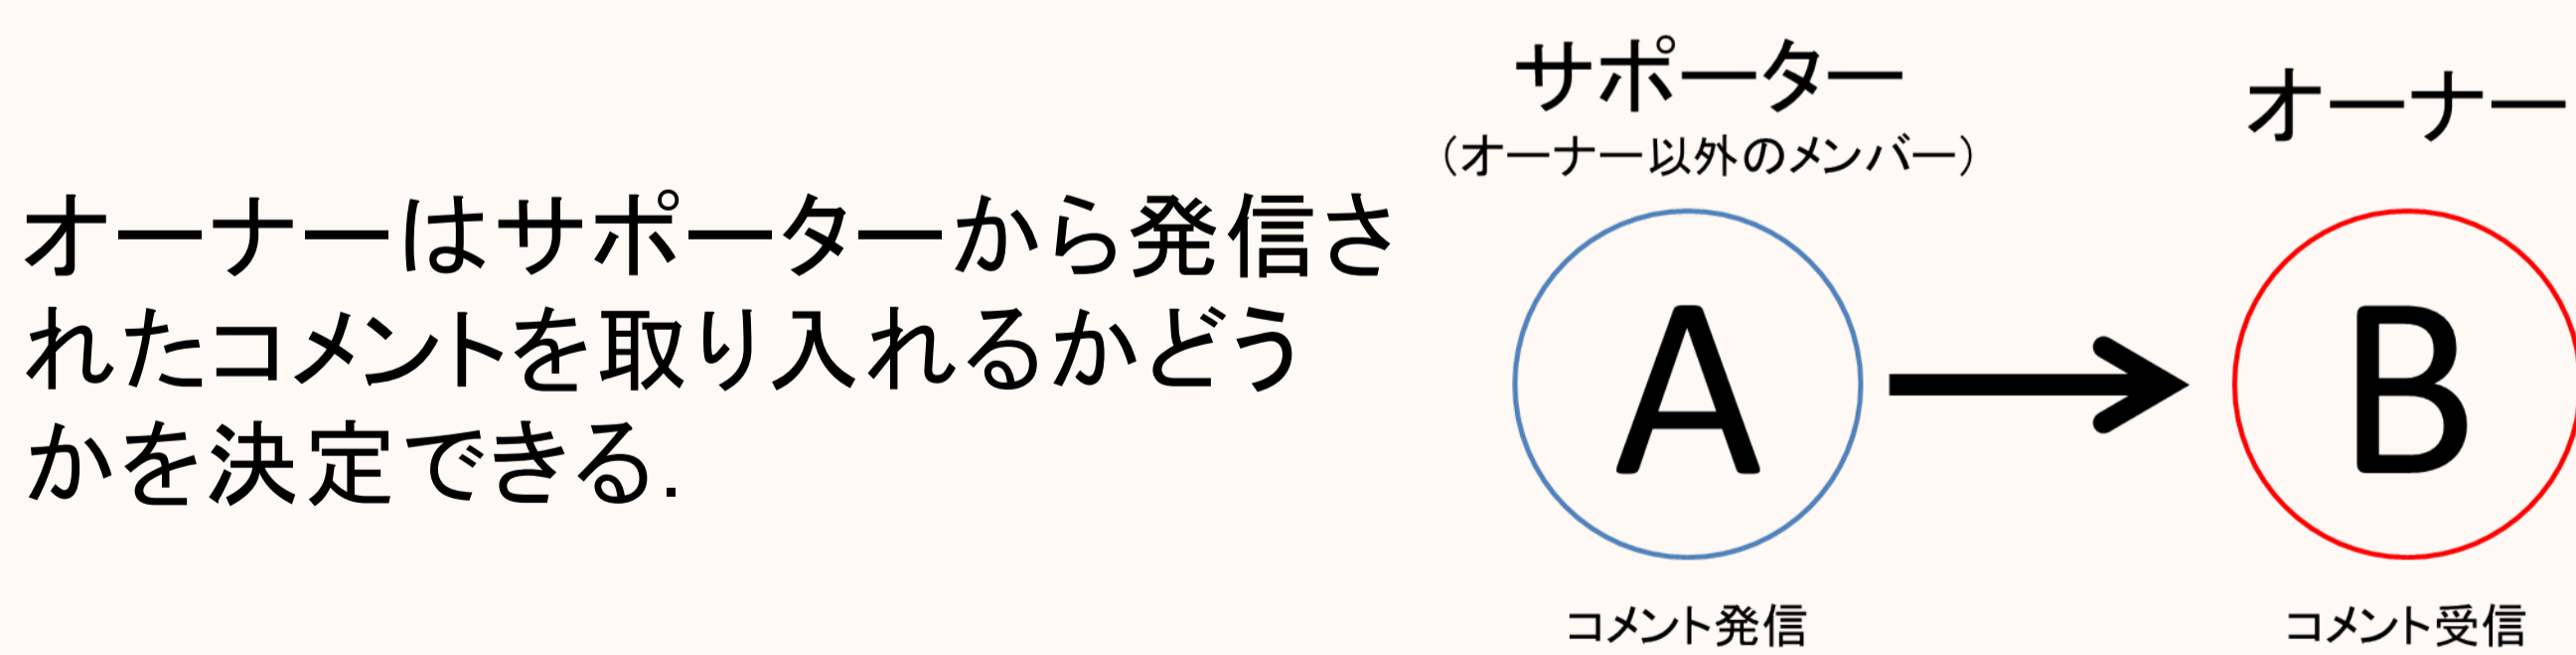 オーナーはサポーターから発信さ
れたコメントを取り入れるかどう
かを決定できる.
サポーター
(オーナー以外のメンバー)
オーナー
A
B
コメント発信
コメント受信